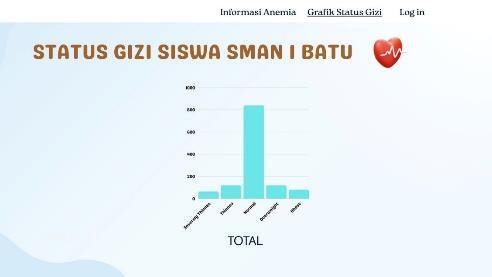 Informasi Anemia Grafik Status Gizi Log in
STATUS GIZI SISWA SMAN 1 BATU
1000
800
600
400
200
0
Thinnes
Normal
Overweight
Obese
TOTAL